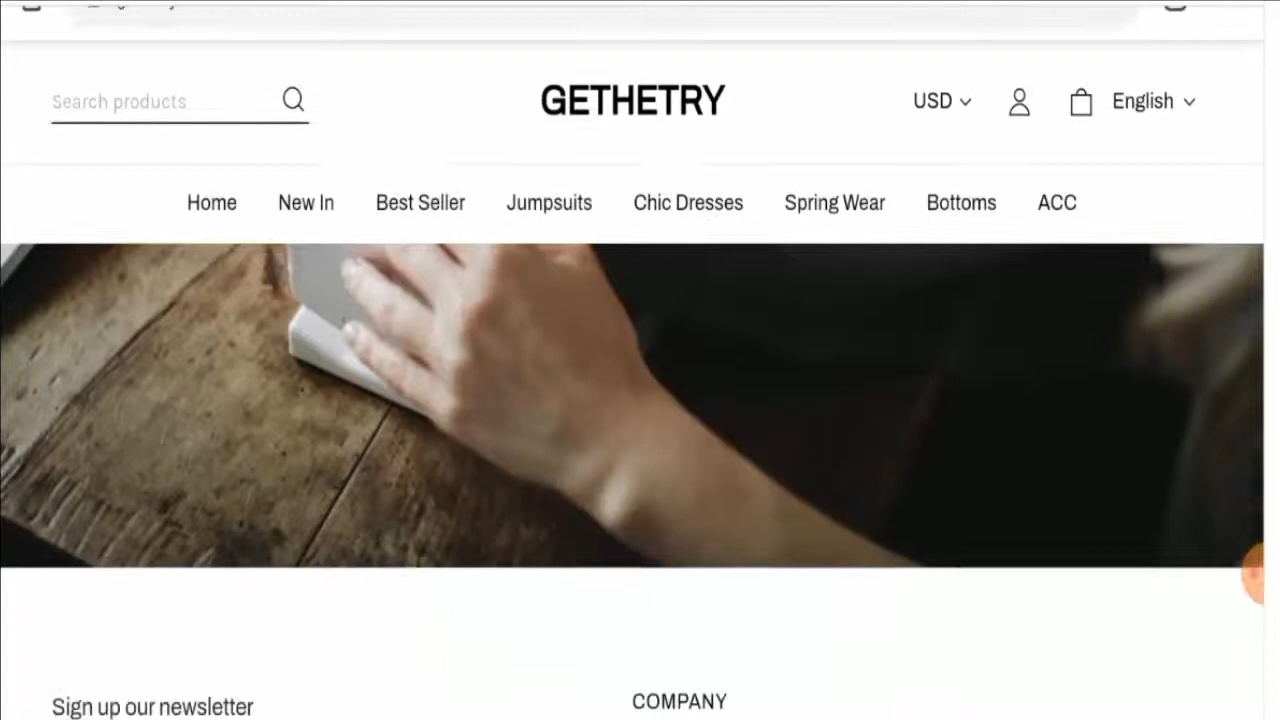 Search products
GETHETRY
USD
English
Home New In Best Seller Jumpsuits Chic Dresses Spring Wear Bottoms ACC
Sign up our newsletter
COMPANY